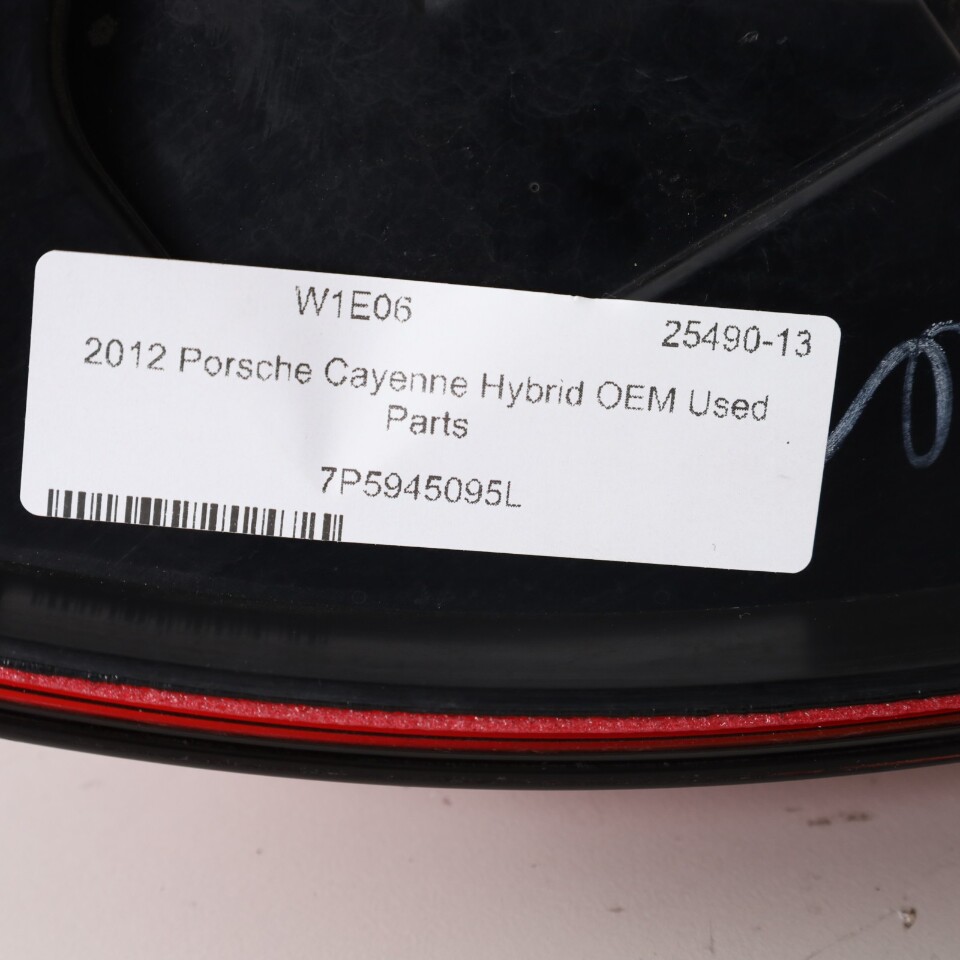 W1E06
25490-13
2012 Porsche Cayenne Hybrid OEM Used
Parts
7P5945095L